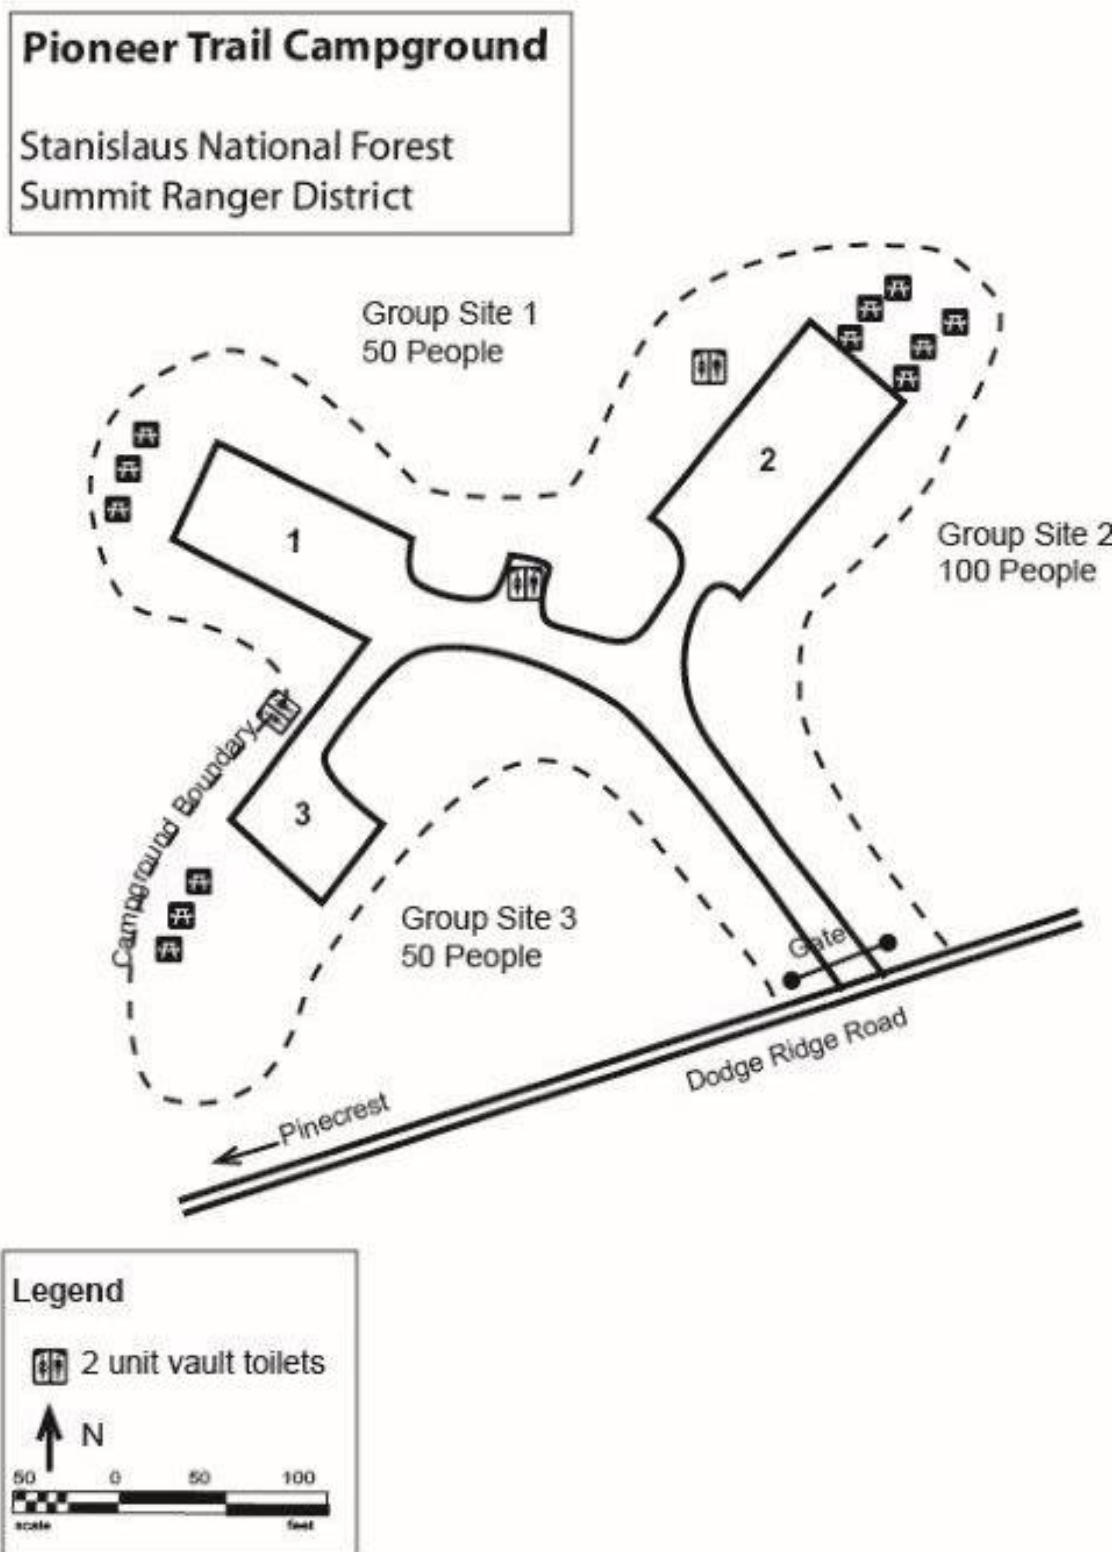 Pioneer Trail Campground
Stanislaus National Forest
Summit Ranger District
Group Site 1
50 People
2
1
Group Site 2
100 People
Campground Boundary
3
Group Site 3
50 People
Gate
Dodge Ridge Road
Pinecrest
Legend
2 unit vault toilets
N
50 0 50 100
scale feet